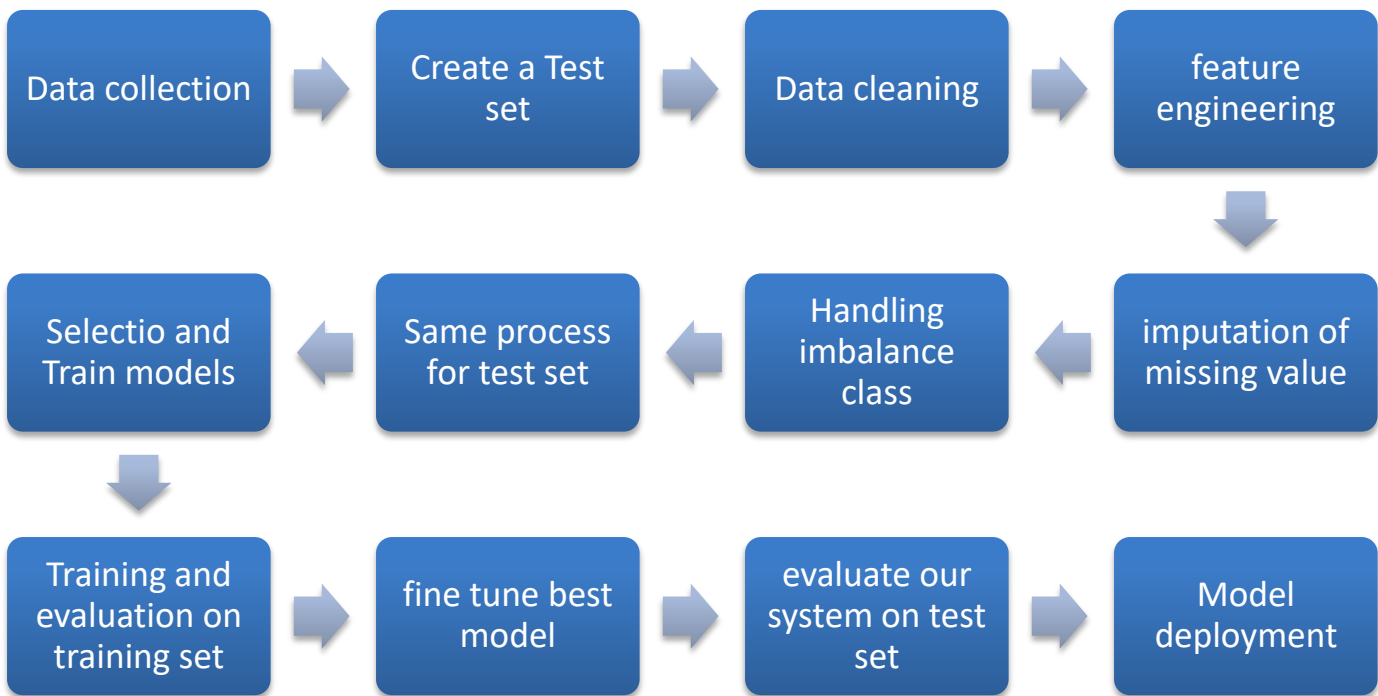 Data collection
Create a Test
set
Data cleaning
feature
engineering
imputation of
missing value
Handling
imbalance
class
Same process
for test set
Selectio and
Train models
Training and
evaluation on
training set
fine tune best
model
evaluate our
system on test
set
Model
deployment